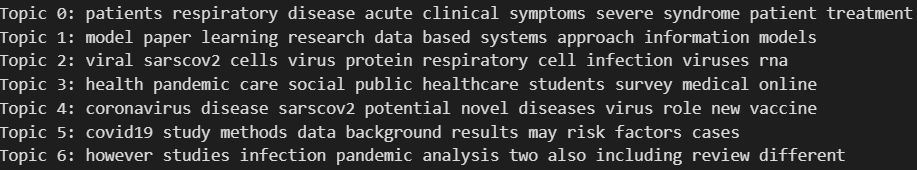 Topic 0: patients respiratory disease acute clinical symptoms severe syndrome patient treatment
Topic 1: model paper learning research data based systems approach information models
Topic 2: viral sarscov2 cells virus protein respiratory cell infection viruses rna
Topic 3: health pandemic care social public healthcare students survey medical online
Topic 4: coronavirus disease sarscov2 potential novel diseases virus role new vaccine
Topic 5: covid19 study methods data background results may risk factors cases
Topic 6: however studies infection pandemic analysis two also including review different